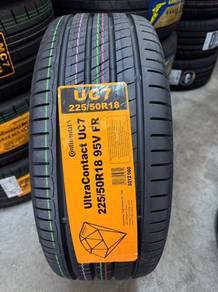 UC7
225/50R18
Continental
UltraContact UC7
225/50R18 95V FR